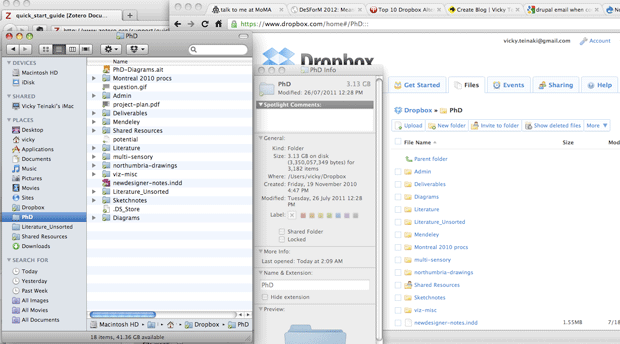 quick_start_guide [Zotero Docu...
talk to me at MoMA
DeSForM 2012: Mean...
Top 10 Dropbox Alter
Create Blog | Vicky T...
drupal email when co
https://www.dropbox.com/home#/PhD:::
PhD
DEVICES
Macintosh HD
Disk
SHARED
Vicky Teinaki's iMac
PLACES
Desktop
vicky
Applications
Documents
Music
Pictures
Movies
Sites
Dropbox
PhD
Literature_Unsorted
Shared Resources
Downloads
SEARCH FOR
Today
Yesterday
Past Week
All Images
All Movies
All Documents
Name
PhD-Diagrams.ait
Montreal 2010 procs
question.gif
Admin
project-plan.pdf
Deliverables
Mendeley
Shared Resources
potential
Literature
multi-sensory
northumbria-drawings
viz-misc
newdesigner-notes.indd
Literature_Unsorted
Sketchnotes
.DS_Store
Diagrams
Macintosh HD
Dropbox
PhD
18 items, 41.36 GB available
PhD Info
PhD 3.13 GB
Modified: 26/07/2011 12:28 PM
Spotlight Comments:
General:
Kind: Folder
Size: 3.13 GB on disk
(3,350,057,349 bytes) for
3,182 items
Where: /Users/vicky/Dropbox
Created: Friday, 19 November 2010
4:47 PM
Modified: Tuesday, 26 July 2011 12:28
PM
Label:
Shared Folder
Locked
More Info:
Last opened: Today at 2:09 AM
Name & Extension:
PhD
Hide extension
Preview:
vicky.teinaki@gmail.com
Account
Dropbox
Get Started
Files
Events
Sharing
Help
Dropbox » PhD
Upload
New folder
Invite to folder
Show deleted files
More
File Name
Size
Mod
Parent folder
Admin
Deliverables
Diagrams
Literature
Literature_Unsorted
Mendeley
Montreal 2010 procs
multi-sensory
northumbria-drawings
Shared Resources
Sketchnotes
viz-misc
newdesigner-notes.indd
1.55MB
7/18